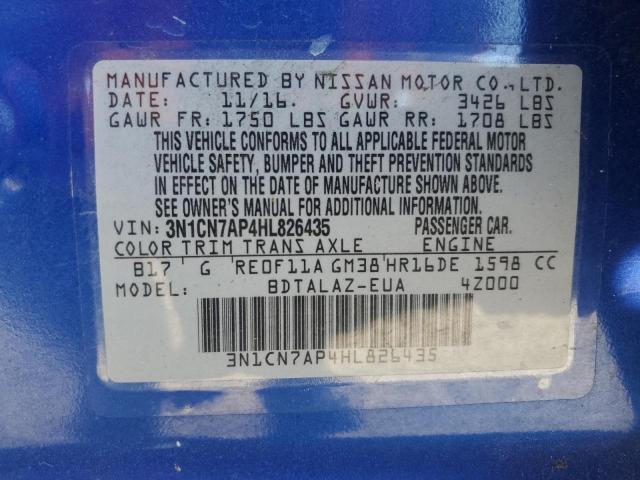 MANUFACTURED BY NISSAN MOTOR CO., LTD.
DATE: 11/16. GVWR: 3426 LBS
GAWR FR: 1750 LBS GAWR RR: 1708 LBS
THIS VEHICLE CONFORMS TO ALL APPLICABLE FEDERAL MOTOR
VEHICLE SAFETY, BUMPER AND THEFT PREVENTION STANDARDS
IN EFFECT ON THE DATE OF MANUFACTURE SHOWN ABOVE.
SEE OWNER'S MANUAL FOR ADDITIONAL INFORMATION.
VIN: 3N1CN7AP4HL826435 PASSENGER CAR.
COLOR TRIM TRANS AXLE ENGINE
B17 G RE0F11A GM38 HR16DE 1598 CC
MODEL: BDTALAZ-EUA 4Z000
3N1CN7AP4HL826435